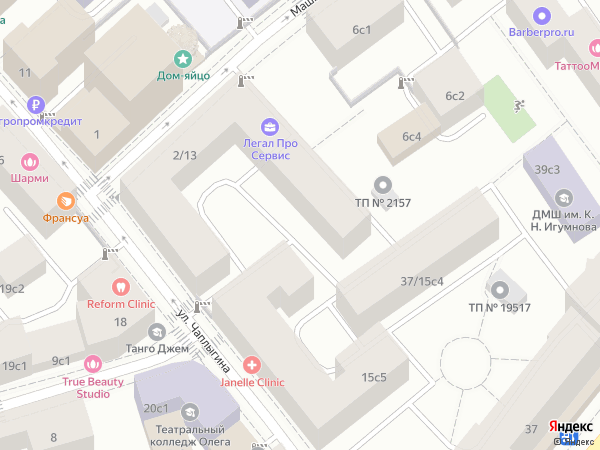 Маш
6с1
Barberpro.ru
ТаттооМ
11
Дом-яйцо
6с2
гропромкредит
1
6с4
Легал Про
Сервис
2/13
Шарми
39с3
ТП № 2157
ДМШ им. К.
Н. Игумнова
Франсуа
19с2
Reform Clinic
37/15с4
ТП № 19517
18
ул. Чаплыгина
Танго Джем
19с1
9с1
True Beauty
Studio
Janelle Clinic
15с5
20с1
Театральный
колледж Олега
8
37
Яндекс
© Яндекс